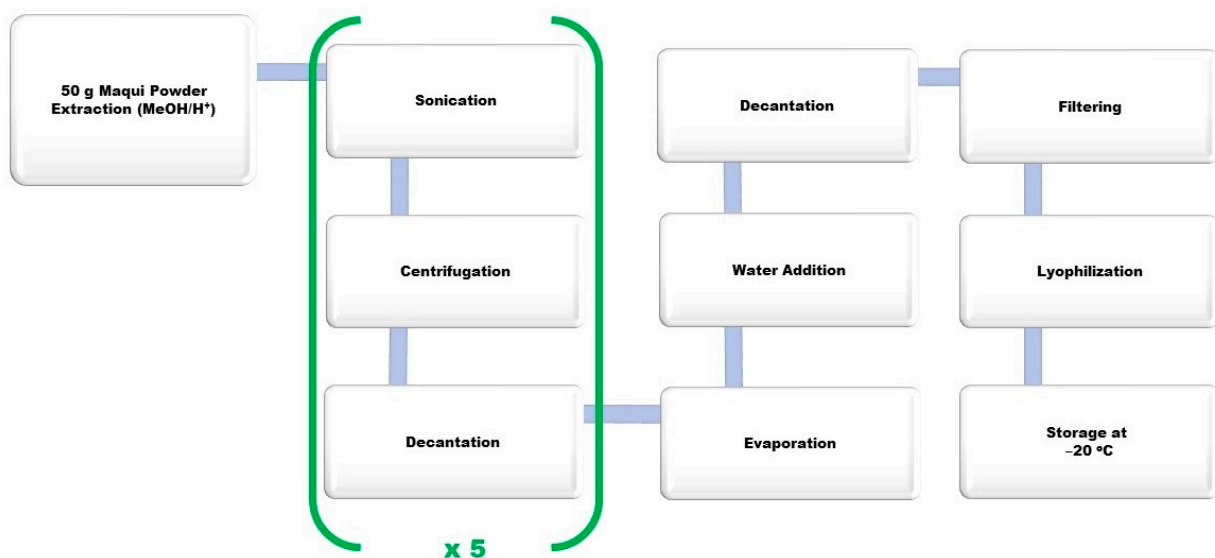 50 g Maqui Powder
Extraction (MeOH/H⁺)
Sonication
Centrifugation
Decantation
x 5
Evaporation
Water Addition
Decantation
Filtering
Lyophilization
Storage at
–20 °C